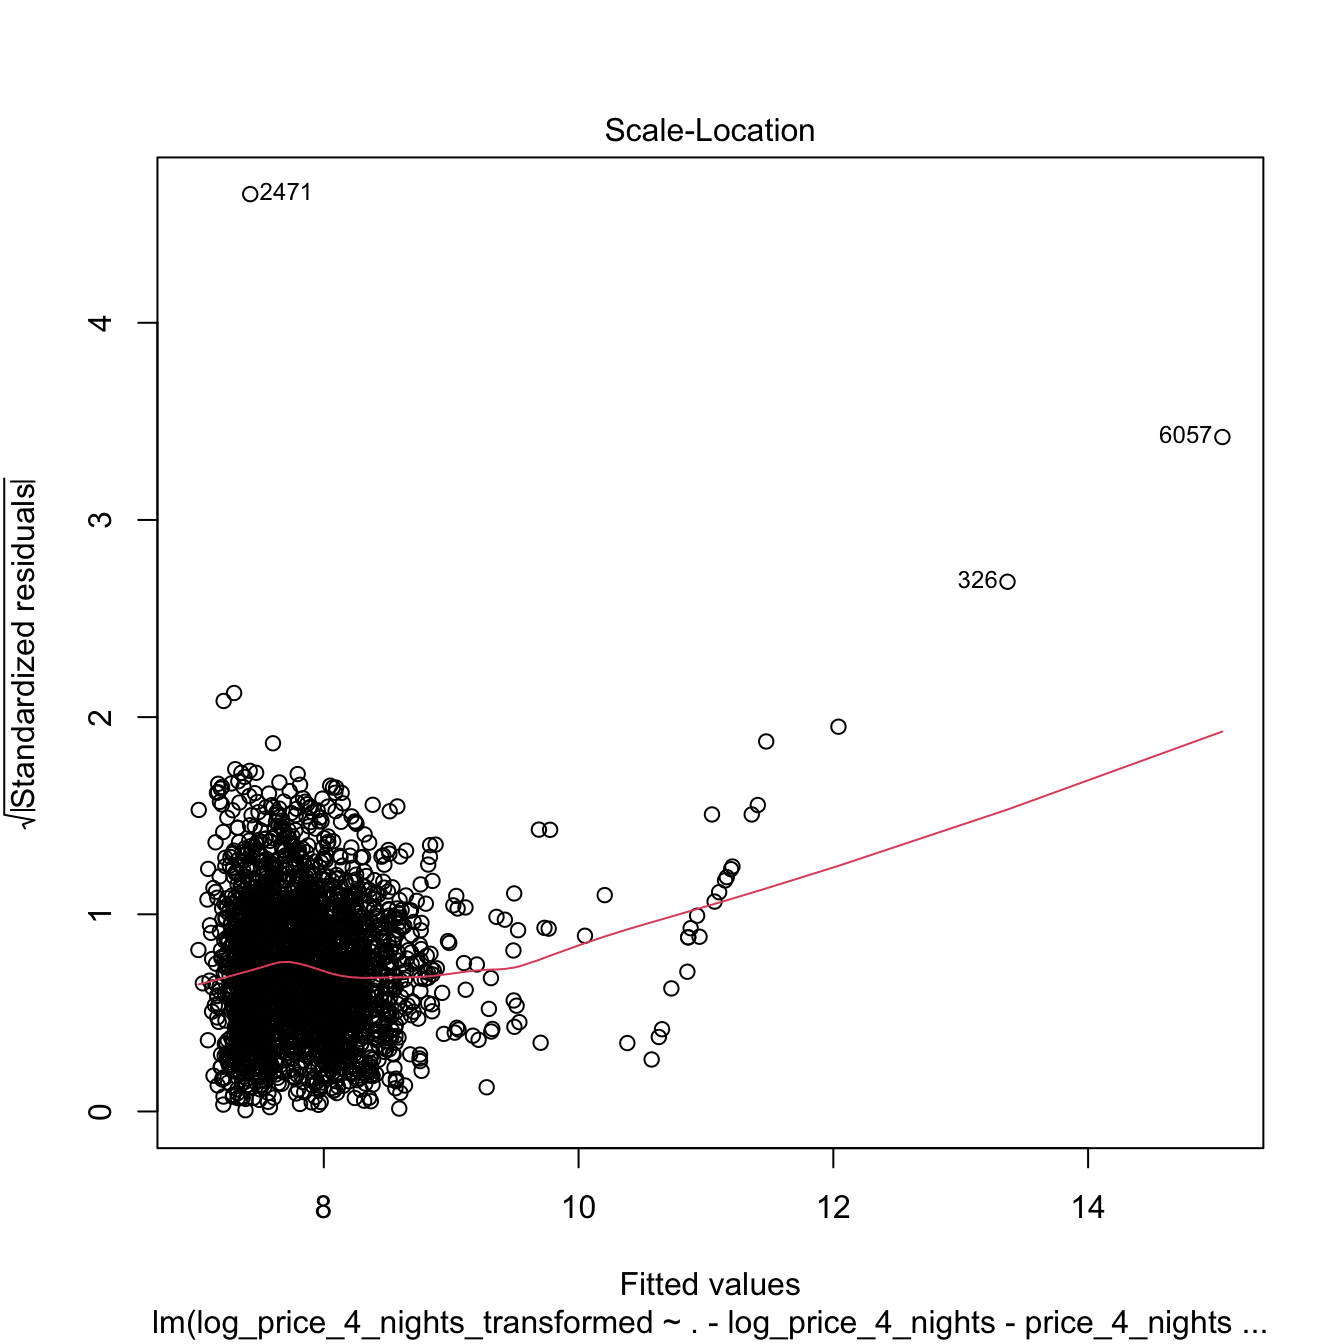 Scale-Location
2471
6057
326
4
3
2
1
0
√|Standardized residuals|
8 10 12 14
Fitted values
lm(log_price_4_nights_transformed ~ . - log_price_4_nights - price_4_nights ...